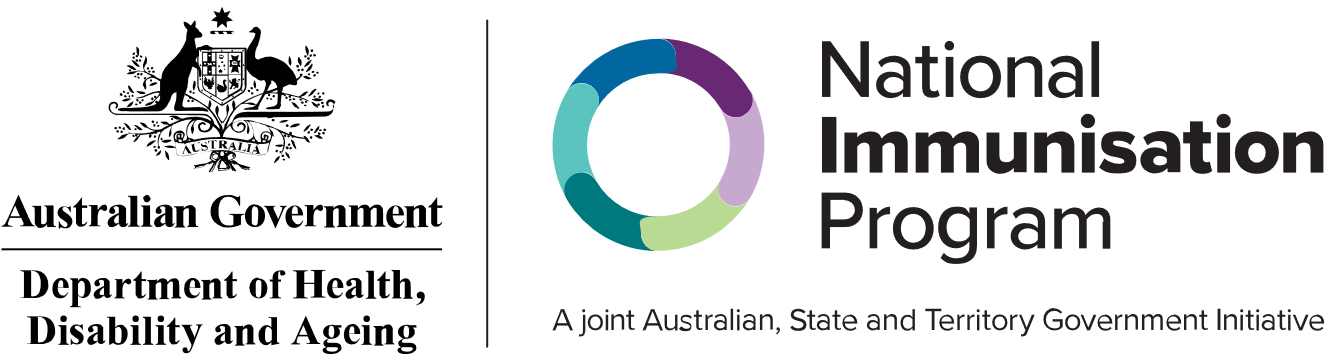 AUSTRALIA
Australian Government
Department of Health,
Disability and Ageing
National
Immunisation
Program
A joint Australian, State and Territory Government Initiative